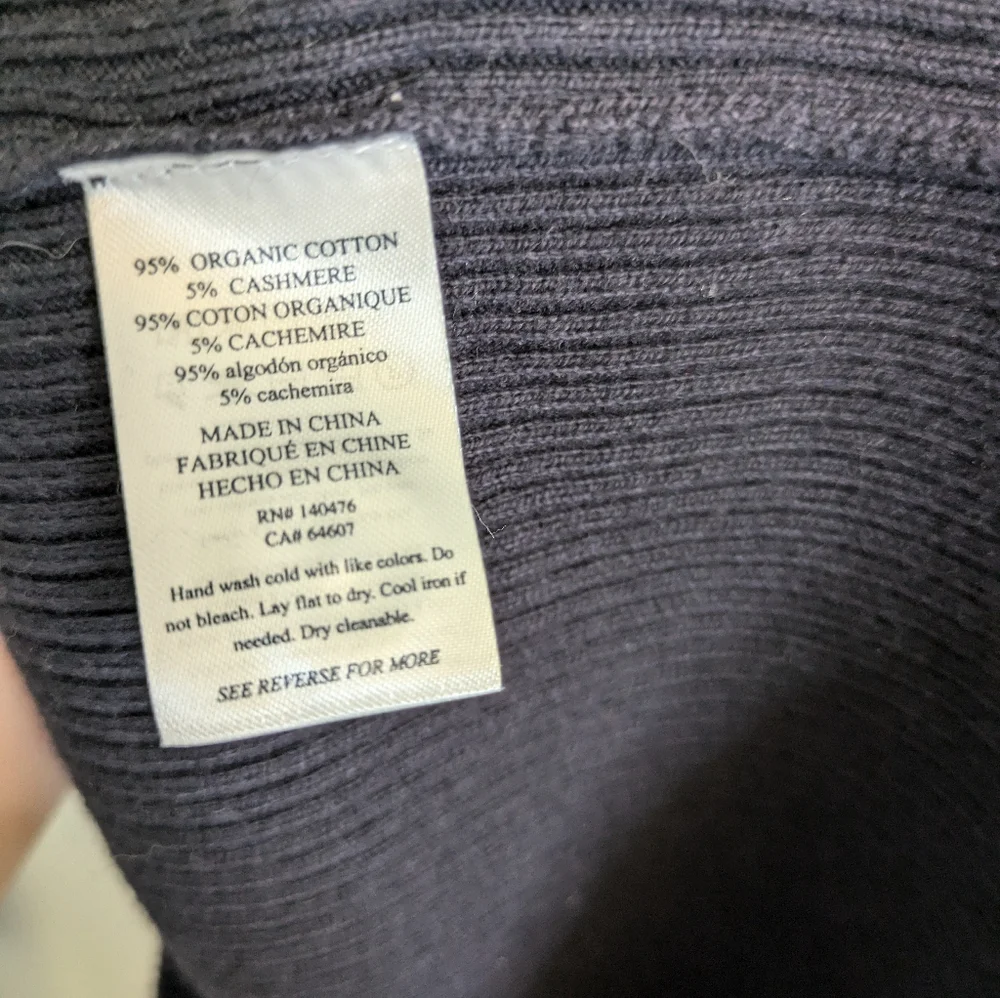 95% ORGANIC COTTON
5% CASHMERE
95% COTON ORGANIQUE
5% CACHEMIRE
95% algodón orgánico
5% cachemira
MADE IN CHINA
FABRIQUÉ EN CHINE
HECHO EN CHINA
RN# 140476
CA# 64607
Hand wash cold with like colors. Do
not bleach. Lay flat to dry. Cool iron if
needed. Dry cleanable.
SEE REVERSE FOR MORE